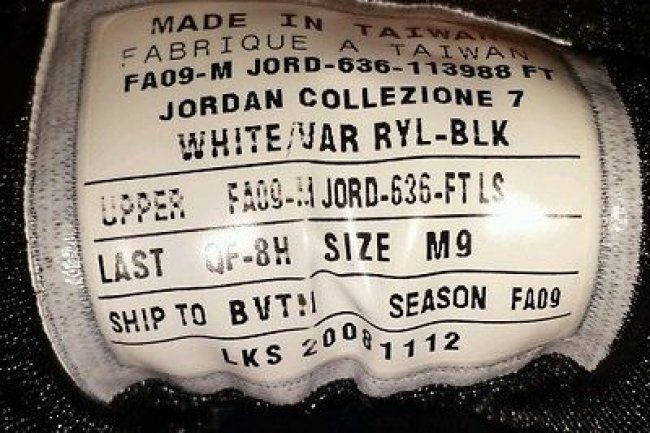 MADE IN TAIWAN
FABRIQUE A TAIWAN
FA09-M JORD-636-113988 FT
JORDAN COLLEZIONE 7
WHITE/VAR RYL-BLK
UPPER FA09-M JORD-636-FT LS
LAST QF-8H SIZE M9
SHIP TO BVTM SEASON FA09
LKS 20081112